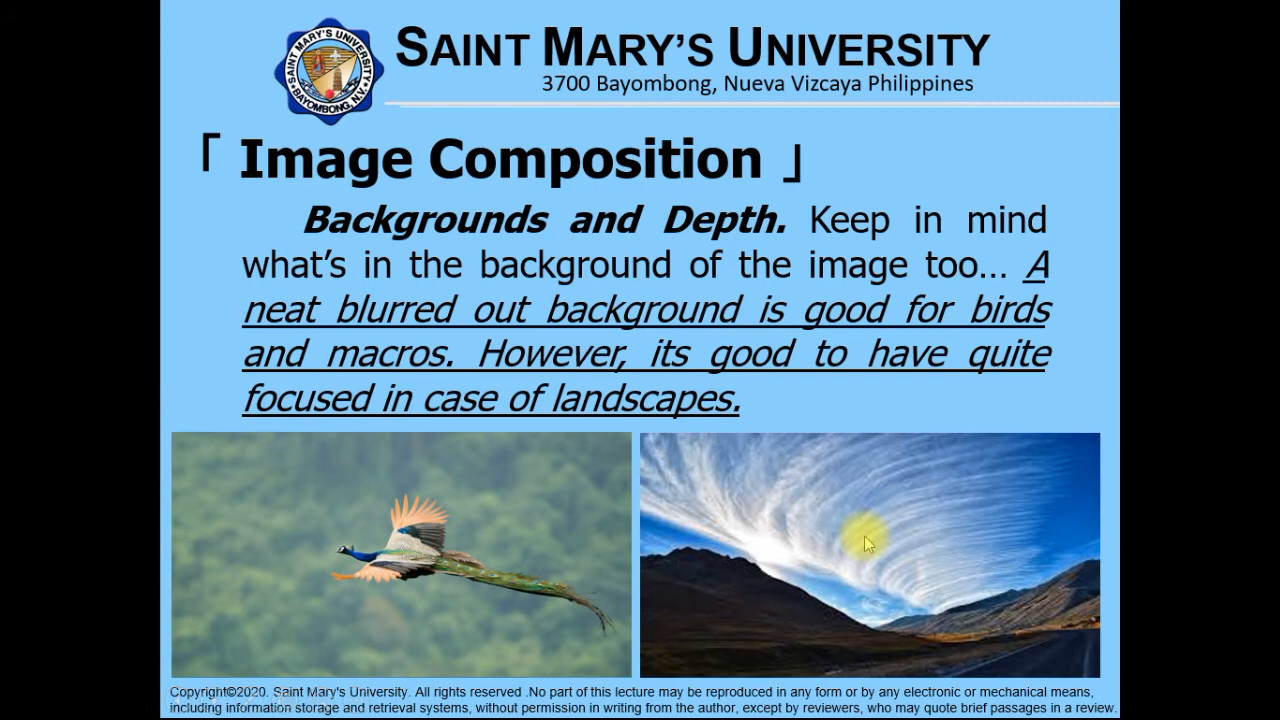 SAINT MARY'S UNIVERSITY
3700 Bayombong, Nueva Vizcaya Philippines
SAINT MARY'S UNIVERSITY
BAYOMBONG, N.V.
「 Image Composition 」
Backgrounds and Depth. Keep in mind
what's in the background of the image too… A
neat blurred out background is good for birds
and macros. However, its good to have quite
focused in case of landscapes.
Copyright©2020. Saint Mary's University. All rights reserved .No part of this lecture may be reproduced in any form or by any electronic or mechanical means,
including information storage and retrieval systems, without permission in writing from the author, except by reviewers, who may quote brief passages in a review.